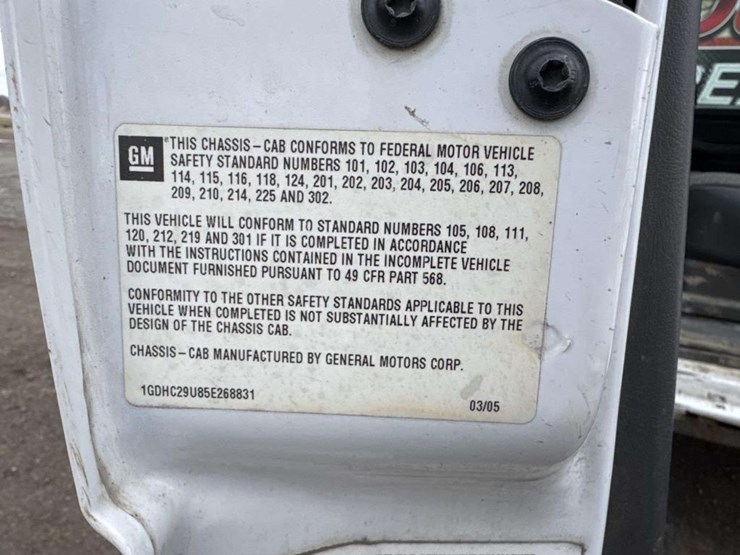 GM
THIS CHASSIS-CAB CONFORMS TO FEDERAL MOTOR VEHICLE
SAFETY STANDARD NUMBERS 101, 102, 103, 104, 106, 113,
114, 115, 116, 118, 124, 201, 202, 203, 204, 205, 206, 207, 208,
209, 210, 214, 225 AND 302.
THIS VEHICLE WILL CONFORM TO STANDARD NUMBERS 105, 108, 111,
120, 212, 219 AND 301 IF IT IS COMPLETED IN ACCORDANCE
WITH THE INSTRUCTIONS CONTAINED IN THE INCOMPLETE VEHICLE
DOCUMENT FURNISHED PURSUANT TO 49 CFR PART 568.
CONFORMITY TO THE OTHER SAFETY STANDARDS APPLICABLE TO THIS
VEHICLE WHEN COMPLETED IS NOT SUBSTANTIALLY AFFECTED BY THE
DESIGN OF THE CHASSIS CAB.
CHASSIS-CAB MANUFACTURED BY GENERAL MOTORS CORP.
1GDHC29U85E268831
03/05